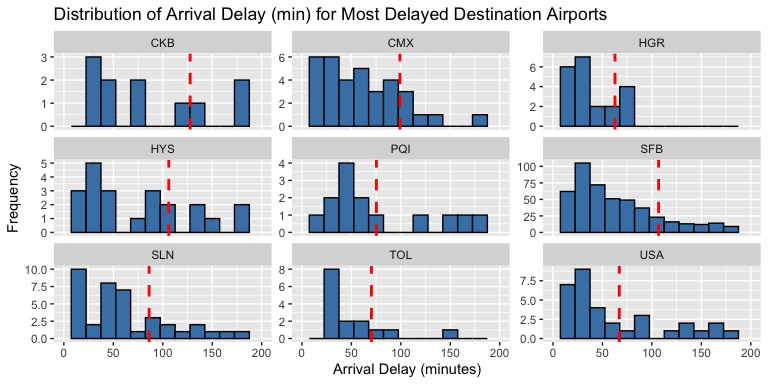 Distribution of Arrival Delay (min) for Most Delayed Destination Airports
CKB
CMX
HGR
3
2
1
0
6
4
2
0
6
4
2
0
HYS
PQI
SFB
5
4
3
2
1
0
4
3
2
1
0
100
75
50
25
0
SLN
TOL
USA
10.0
7.5
5.0
2.5
0.0
8
6
4
2
0
7.5
5.0
2.5
0.0
0 50 100 150 200
0 50 100 150 200
0 50 100 150 200
Frequency
Arrival Delay (minutes)